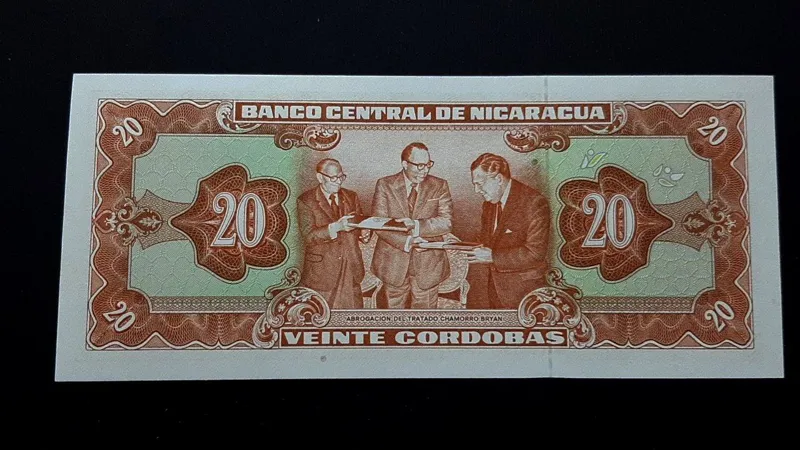 BANCO CENTRAL DE NICARAGUA
20 20
20 20
20 20
ABROGACION DEL TRATADO CHAMORRO BRYAN
VEINTE CORDOBAS